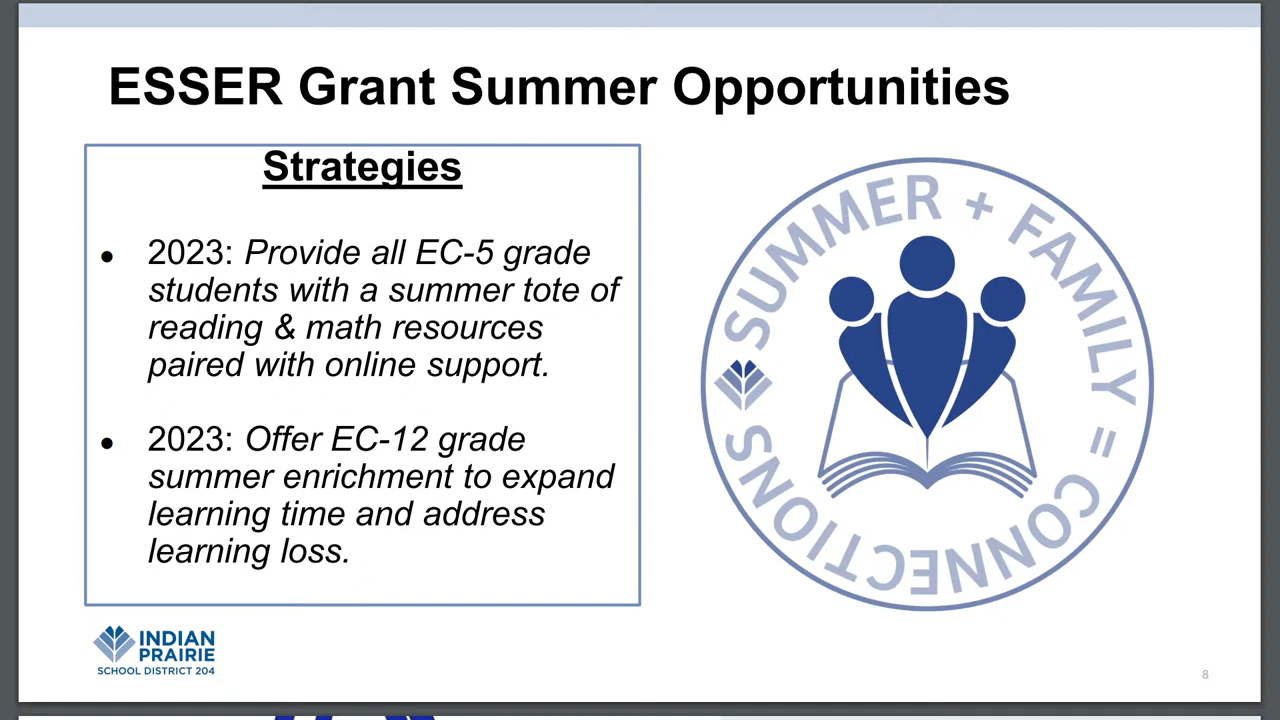 ESSER Grant Summer Opportunities
Strategies
● 2023: Provide all EC-5 grade
students with a summer tote of
reading & math resources
paired with online support.
● 2023: Offer EC-12 grade
summer enrichment to expand
learning time and address
learning loss.
SUMMER + FAMILY = CONNECTIONS
INDIAN
PRAIRIE
SCHOOL DISTRICT 204
8